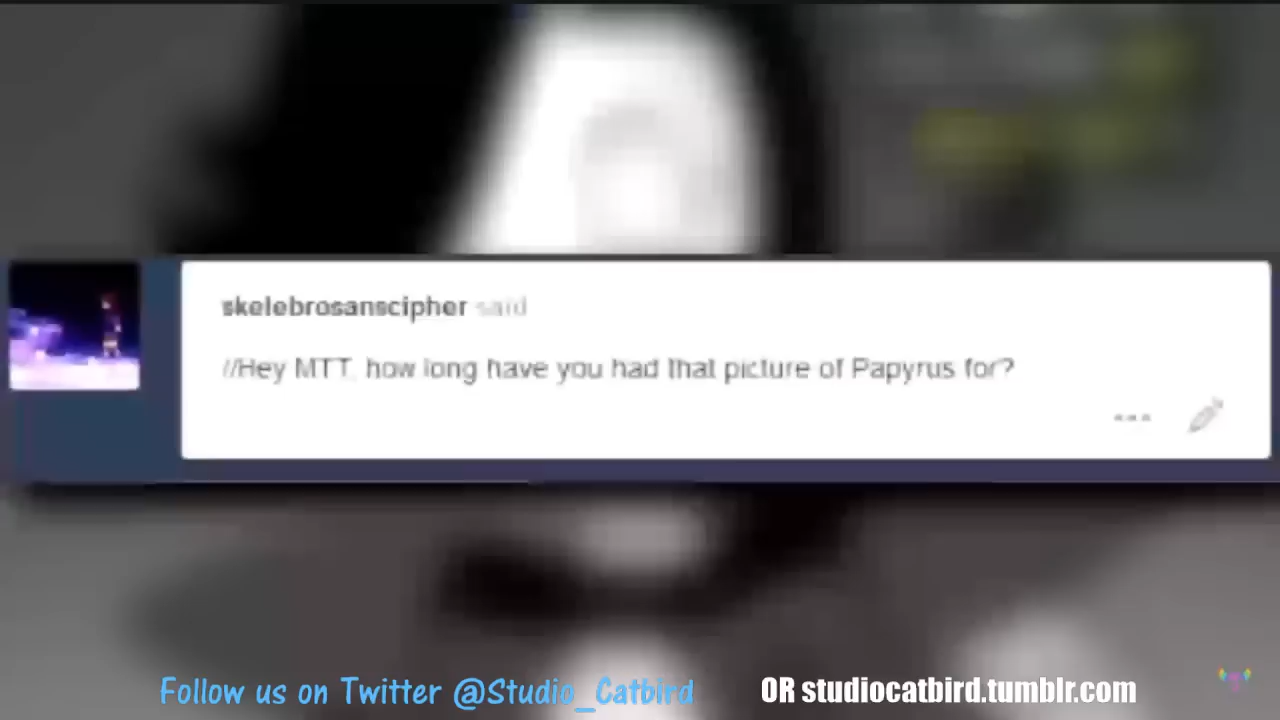 skelebrosanscipher said
//Hey MTT, how long have you had that picture of Papyrus for?
Follow us on Twitter @Studio_Catbird OR studiocatbird.tumblr.com